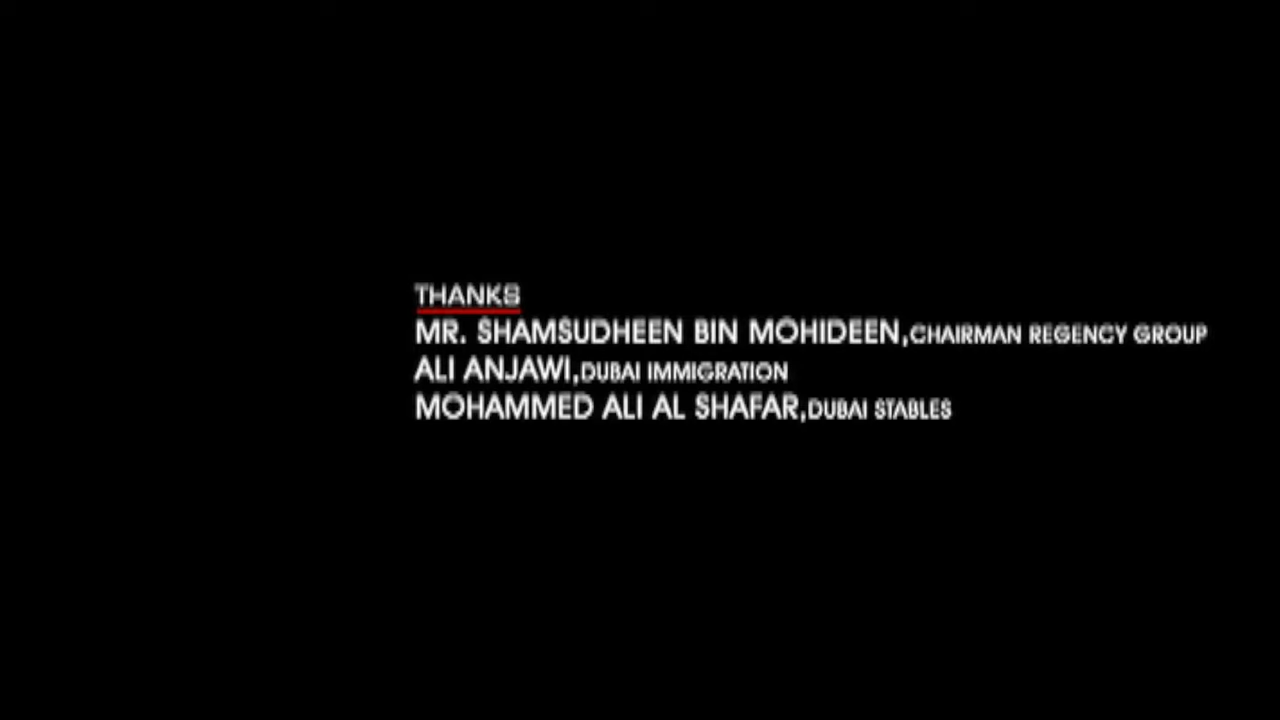 THANKS
MR. SHAMSUDHEEN BIN MOHIDEEN,CHAIRMAN REGENCY GROUP
ALI ANJAWI,DUBAI IMMIGRATION
MOHAMMED ALI AL SHAFAR,DUBAI STABLES